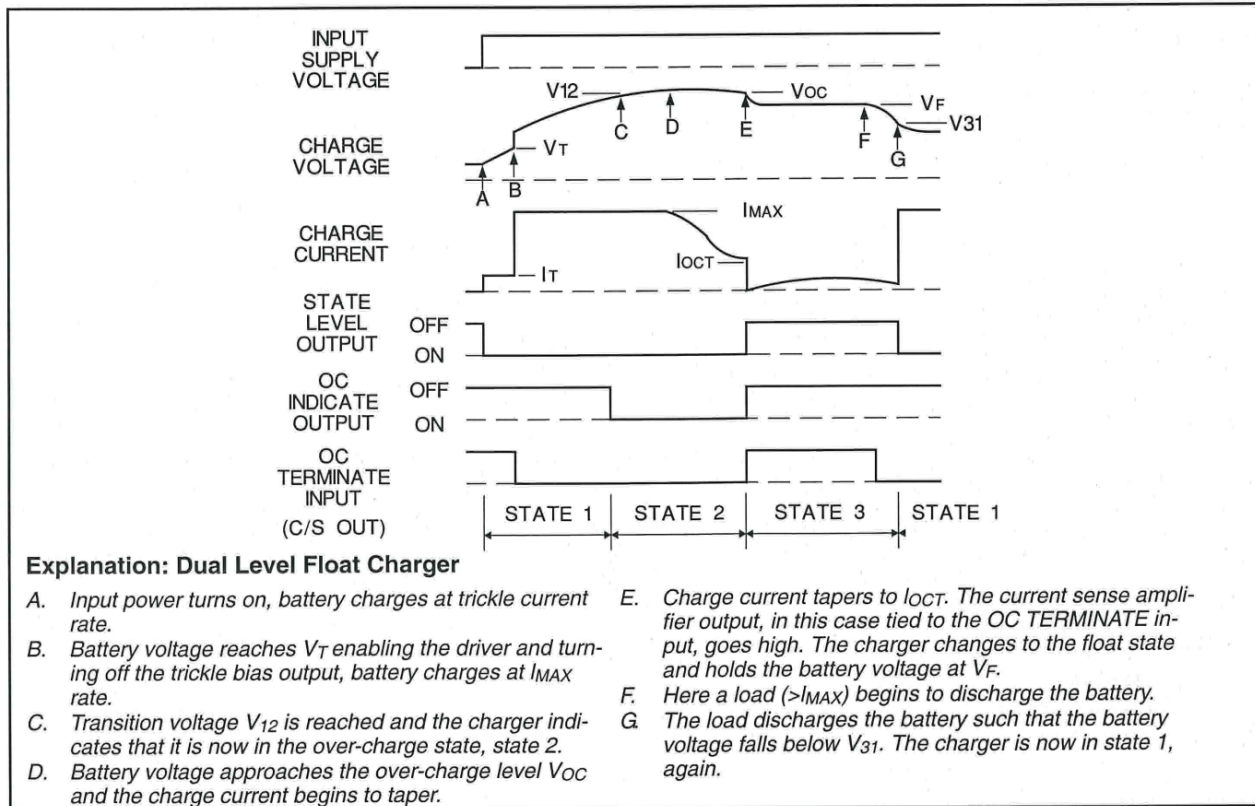 INPUT
SUPPLY
VOLTAGE
V12
VOC
VF
V31
C
D
E
F
G
CHARGE
VOLTAGE
VT
A
B
CHARGE
CURRENT
IMAX
IOCT
IT
STATE
LEVEL
OUTPUT
OFF
ON
OC
INDICATE
OUTPUT
OFF
ON
OC
TERMINATE
INPUT
(C/S OUT)
STATE 1
STATE 2
STATE 3
STATE 1
Explanation: Dual Level Float Charger
A. Input power turns on, battery charges at trickle current
rate.
B. Battery voltage reaches VT enabling the driver and turn-
ing off the trickle bias output, battery charges at IMAX
rate.
C. Transition voltage V12 is reached and the charger indi-
cates that it is now in the over-charge state, state 2.
D. Battery voltage approaches the over-charge level VOC
and the charge current begins to taper.
E. Charge current tapers to IOCT. The current sense ampli-
fier output, in this case tied to the OC TERMINATE in-
put, goes high. The charger changes to the float state
and holds the battery voltage at VF.
F. Here a load (>IMAX) begins to discharge the battery.
G The load discharges the battery such that the battery
voltage falls below V31. The charger is now in state 1,
again.